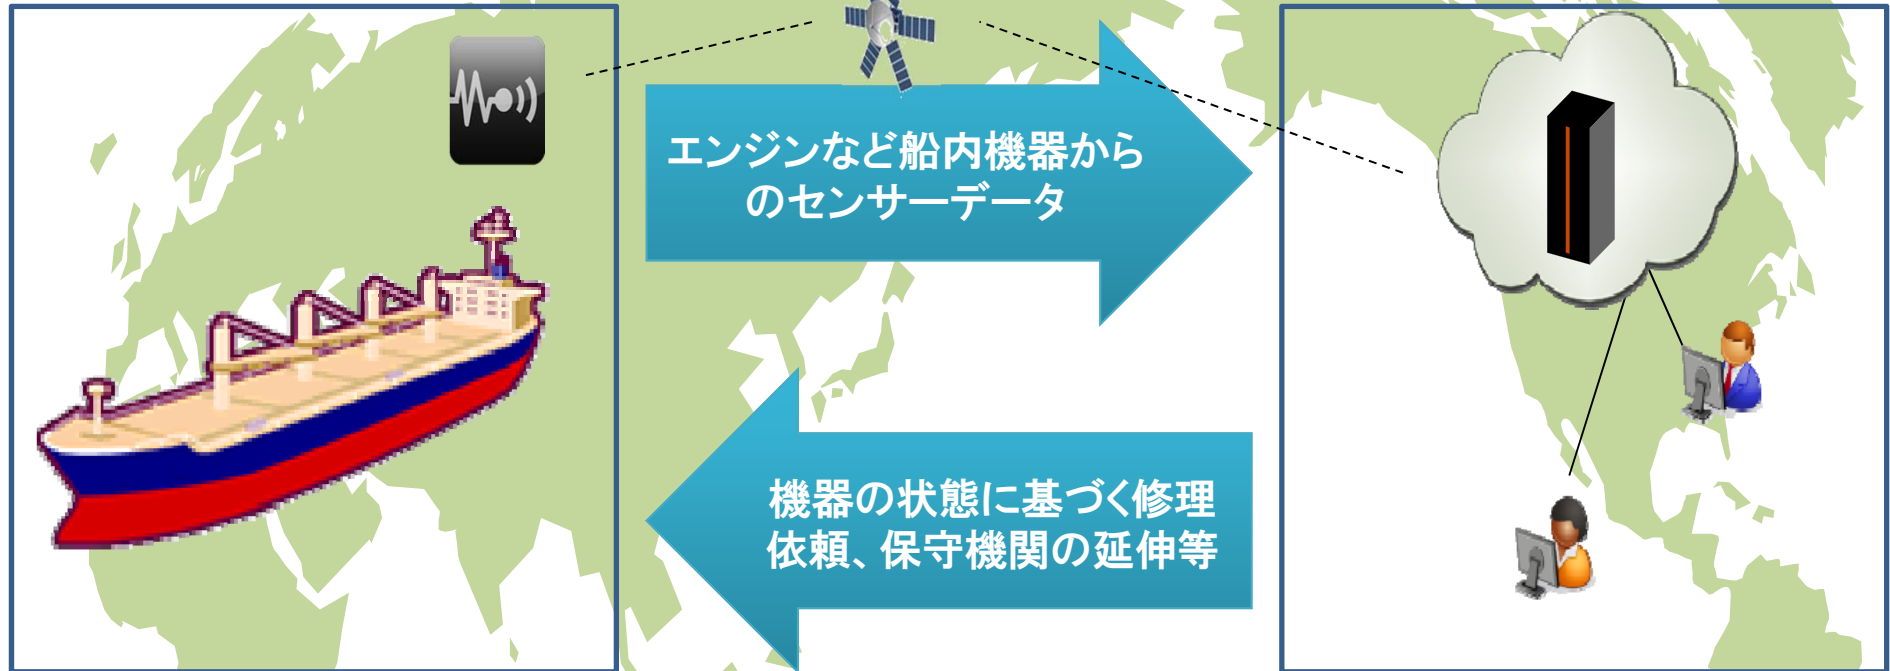 エンジンなど船内機器から
のセンサーデータ
機器の状態に基づく修理
依頼、保守機関の延伸等